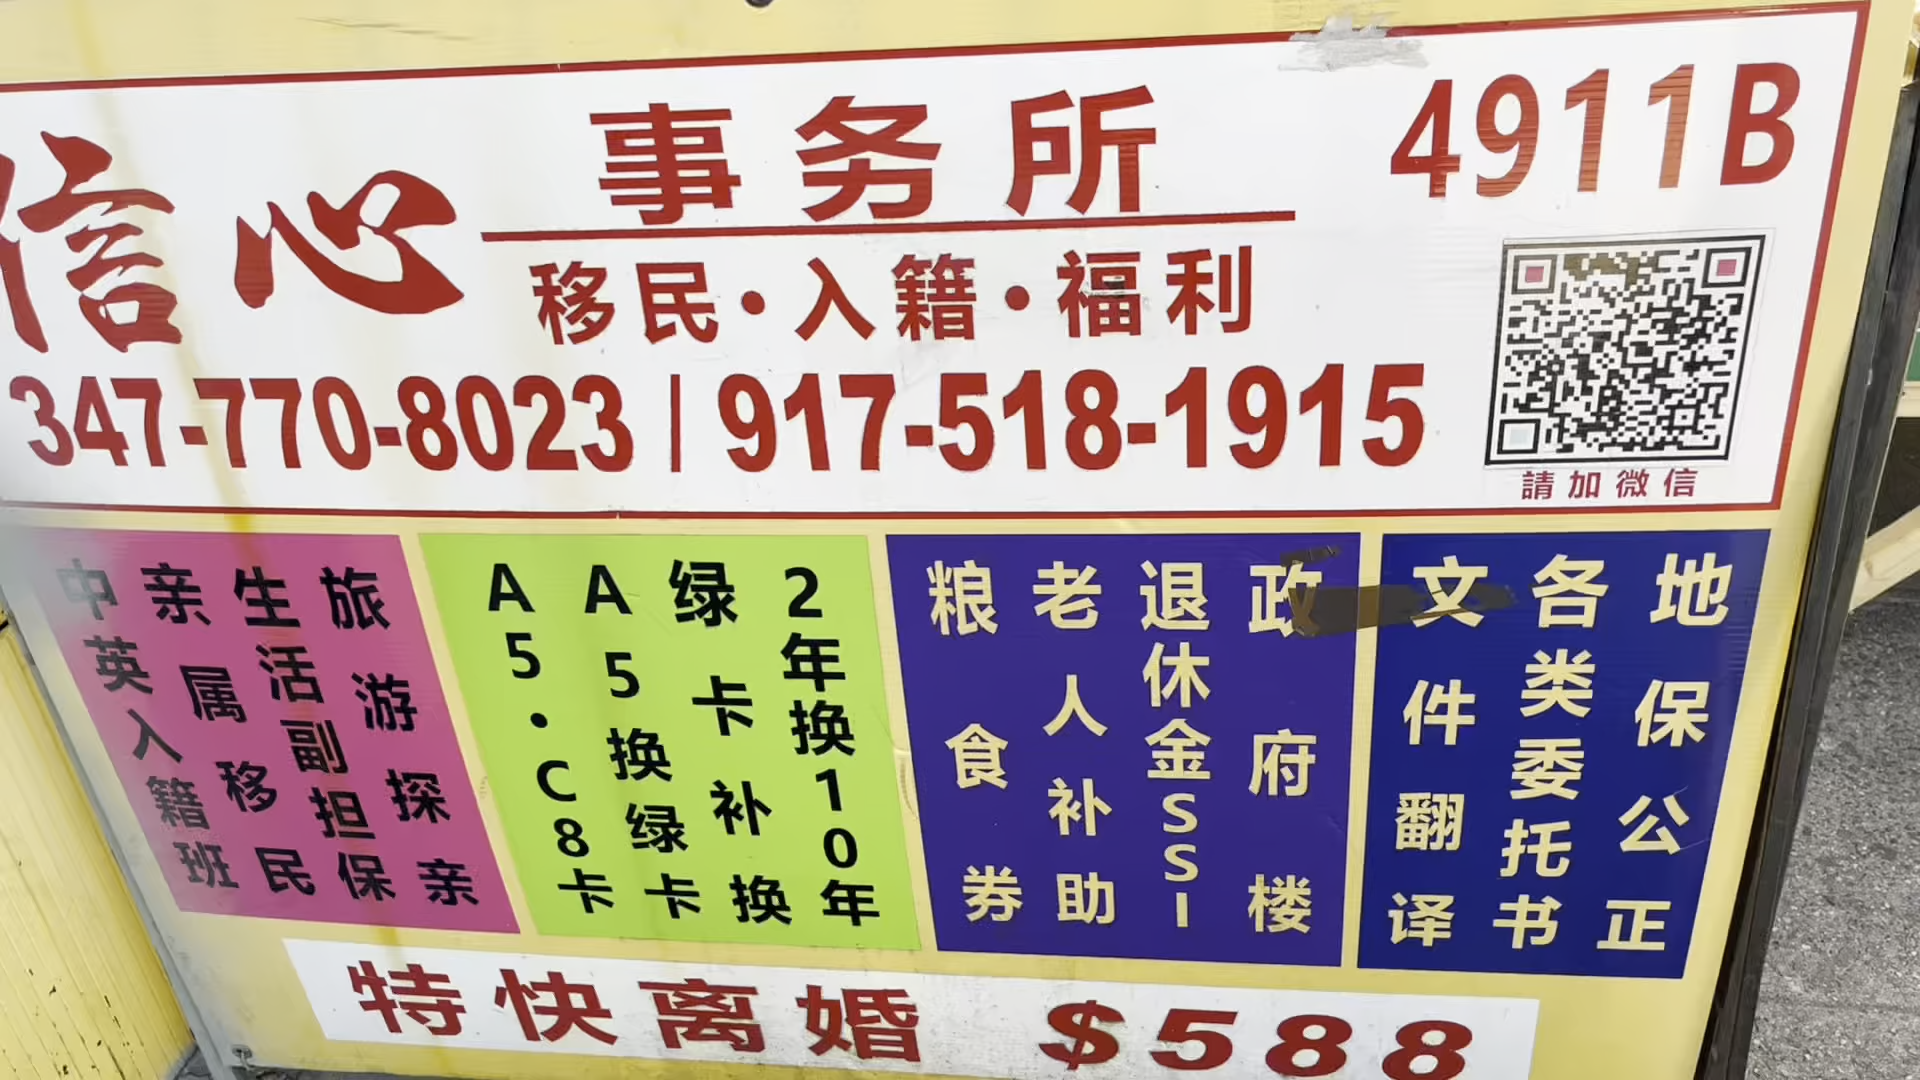 信心 事务所 4911B
移民·入籍·福利
347-770-8023 | 917-518-1915
請加微信
中英入籍班
亲属移民
生活副担保
旅游探亲
A5·C8卡
A5换绿卡
绿卡补换
2年换10年
粮食券
老人补助
退休金SSI
政府楼
文件翻译
各类委托书
地保公正
特快离婚 $588